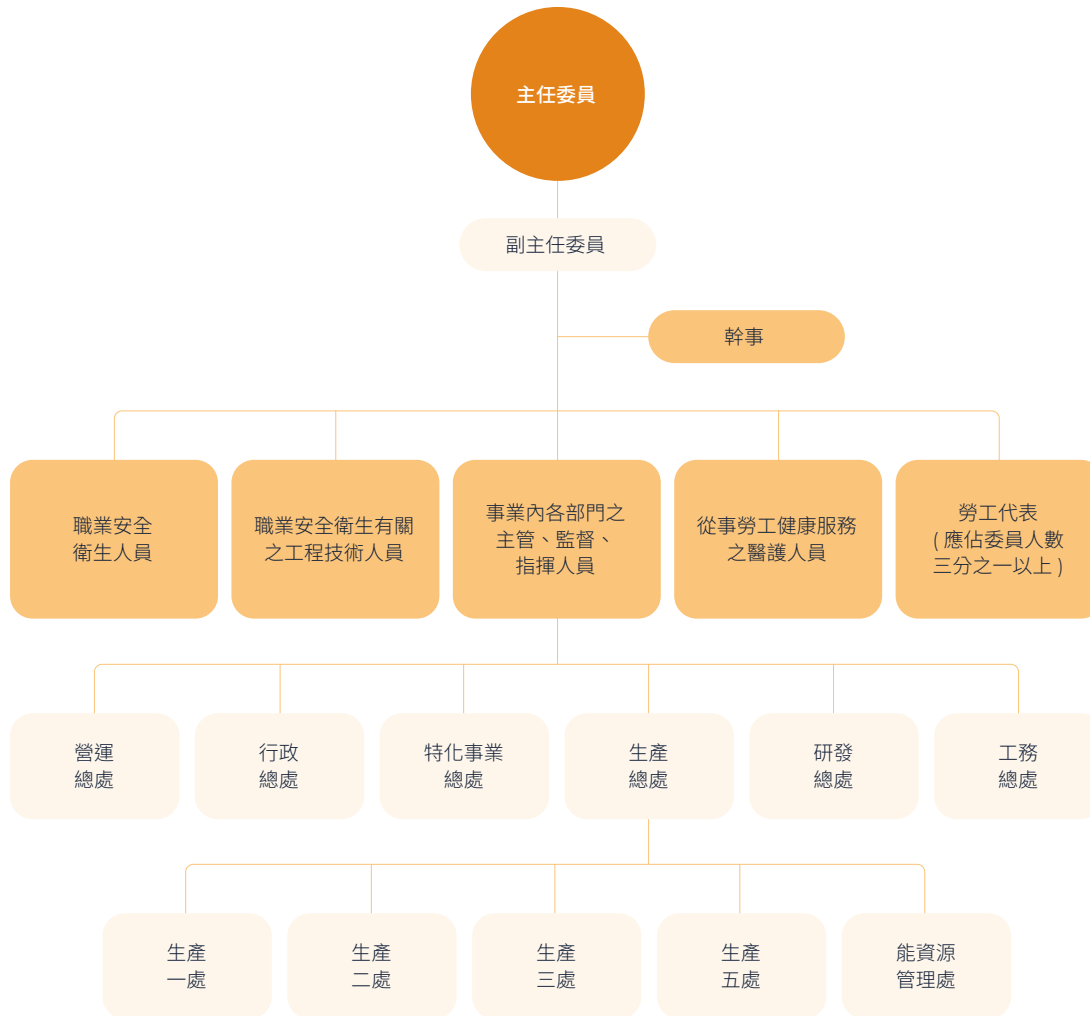 主任委員
副主任委員
幹事
職業安全
衛生人員
職業安全衛生有關
之工程技術人員
事業內各部門之
主管、監督、
指揮人員
從事勞工健康服務
之醫護人員
勞工代表
( 應佔委員人數
三分之一以上 )
營運
總處
行政
總處
特化事業
總處
生產
總處
研發
總處
工務
總處
生產
一處
生產
二處
生產
三處
生產
五處
能資源
管理處